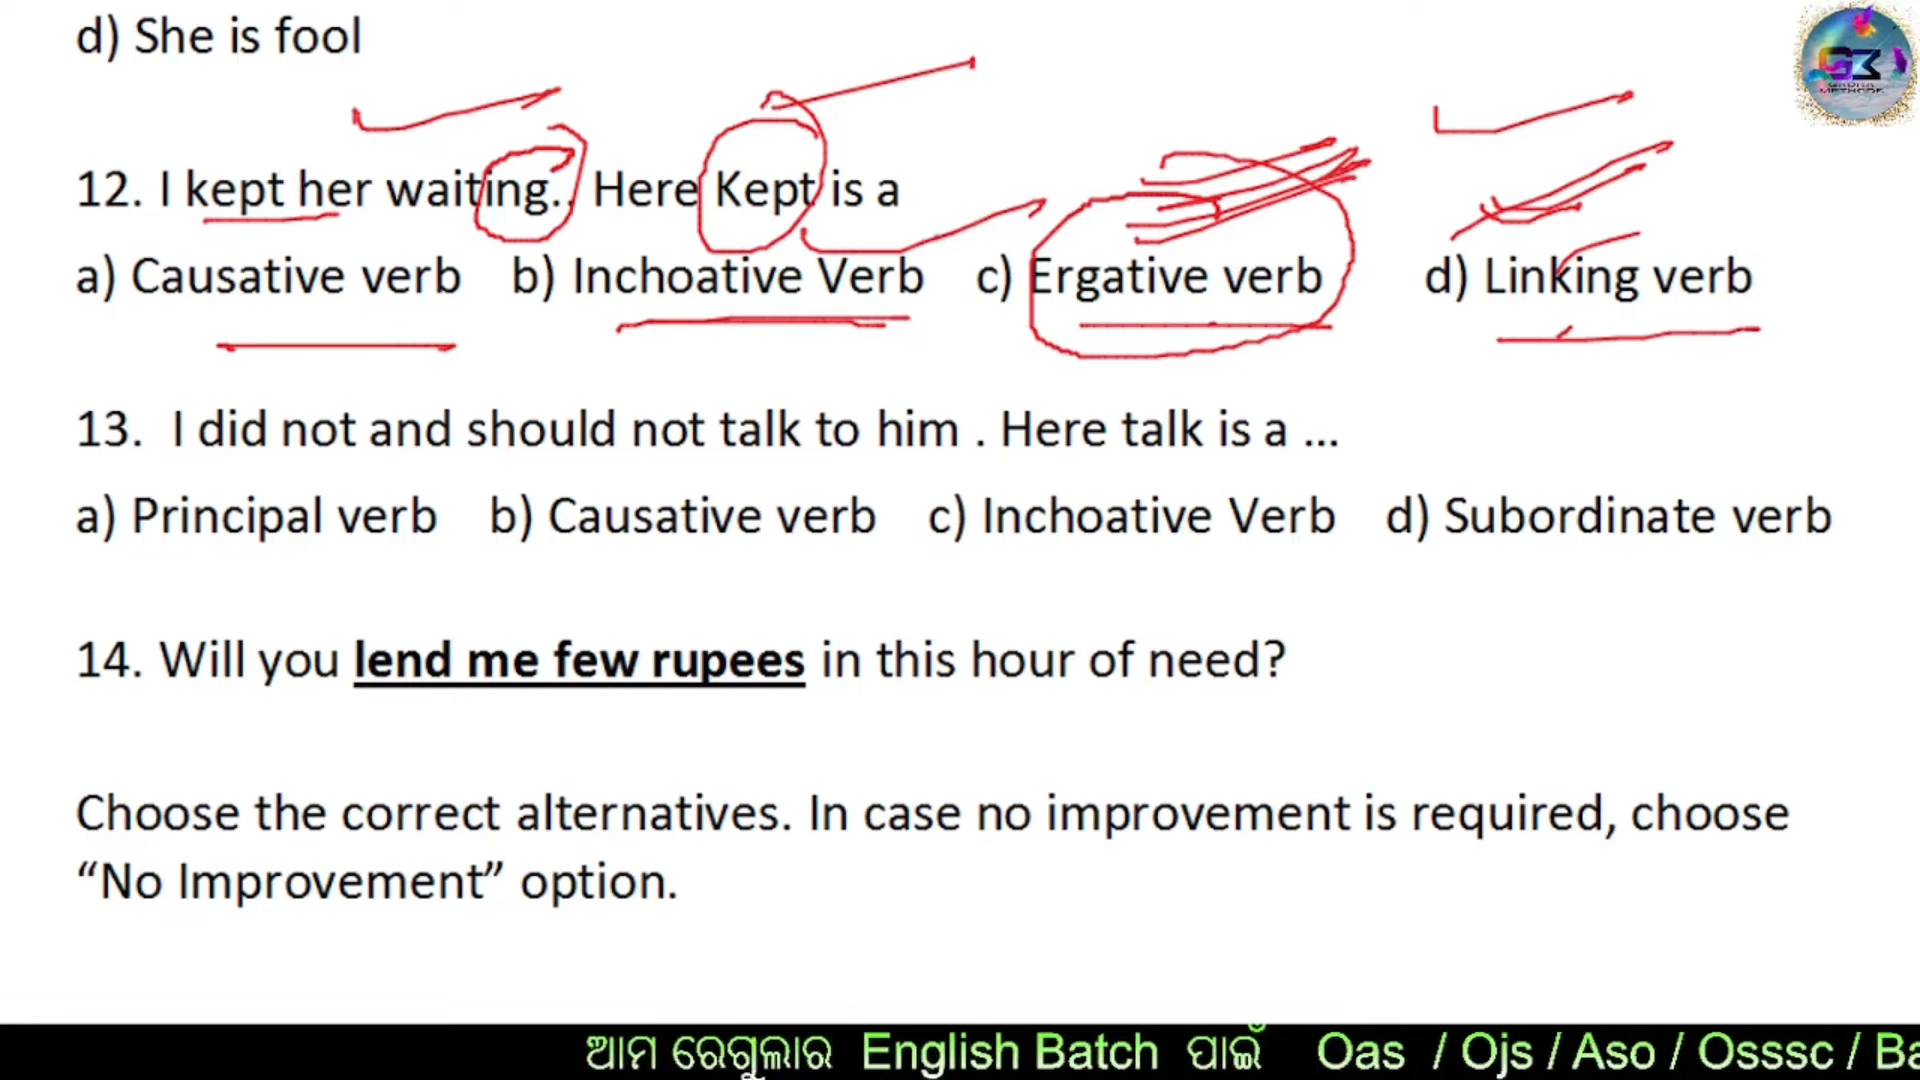 d) She is fool
12. I kept her waiting.. Here Kept is a
a) Causative verb b) Inchoative Verb c) Ergative verb d) Linking verb
13. I did not and should not talk to him . Here talk is a ...
a) Principal verb b) Causative verb c) Inchoative Verb d) Subordinate verb
14. Will you lend me few rupees in this hour of need?
Choose the correct alternatives. In case no improvement is required, choose
“No Improvement” option.
ଆମ ରେଗୁଲାର English Batch ପାଇଁ Oas / Ojs / Aso / Osssc / Ba